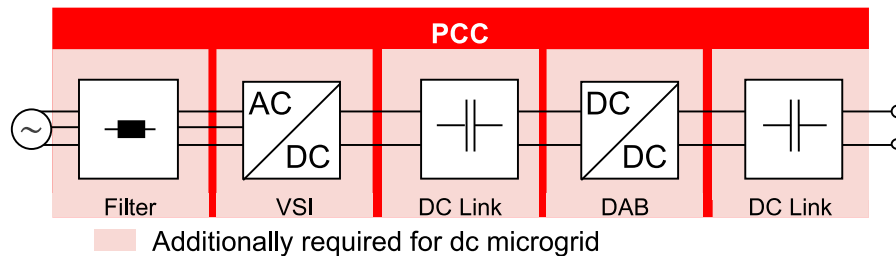 PCC
~
AC
DC
DC
DC
Filter
VSI
DC Link
DAB
DC Link
Additionally required for dc microgrid